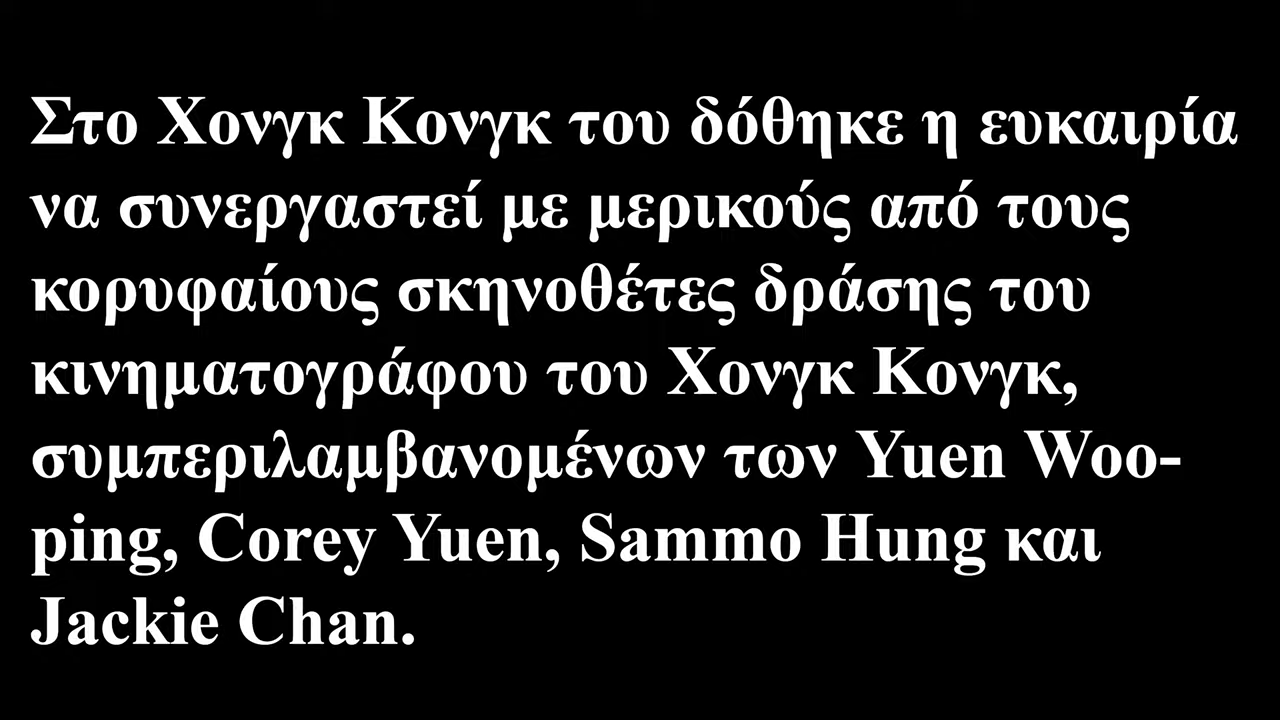 Στο Χονγκ Κονγκ του δόθηκε η ευκαιρία
να συνεργαστεί με μερικούς από τους
κορυφαίους σκηνοθέτες δράσης του
κινηματογράφου του Χονγκ Κονγκ,
συμπεριλαμβανομένων των Yuen Woo-
ping, Corey Yuen, Sammo Hung και
Jackie Chan.